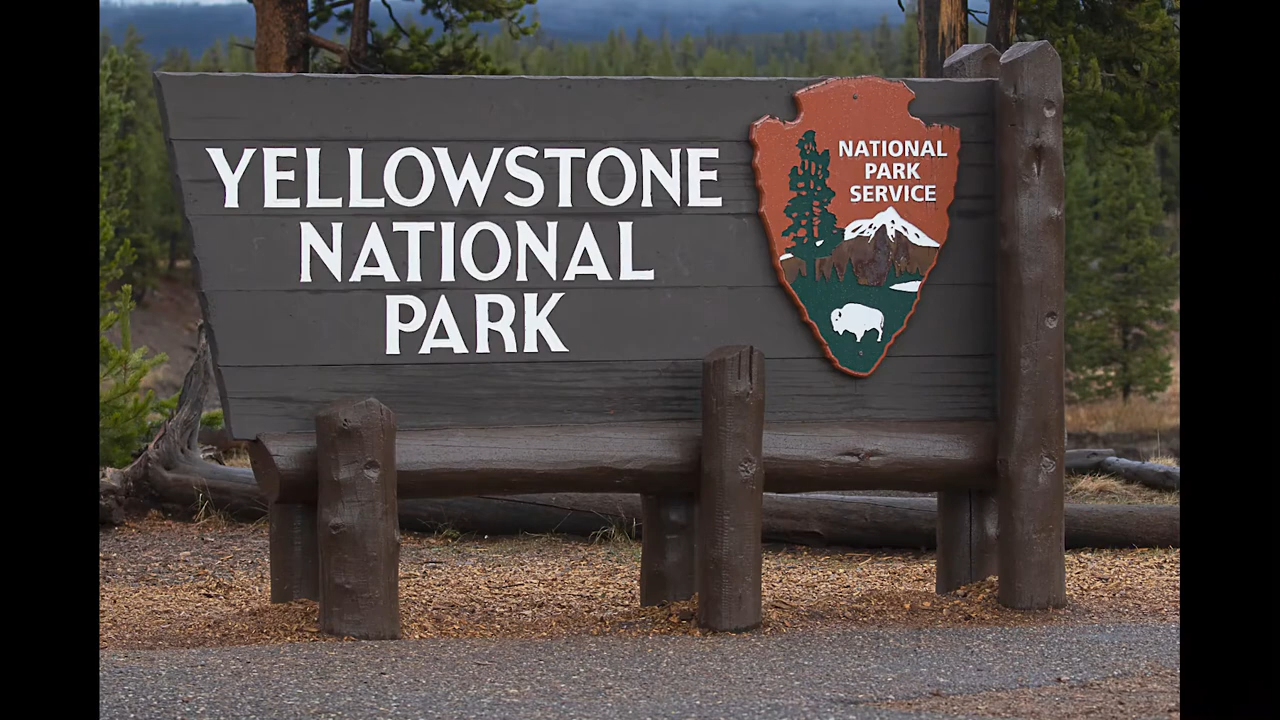 YELLOWSTONE
NATIONAL
PARK
NATIONAL
PARK
SERVICE